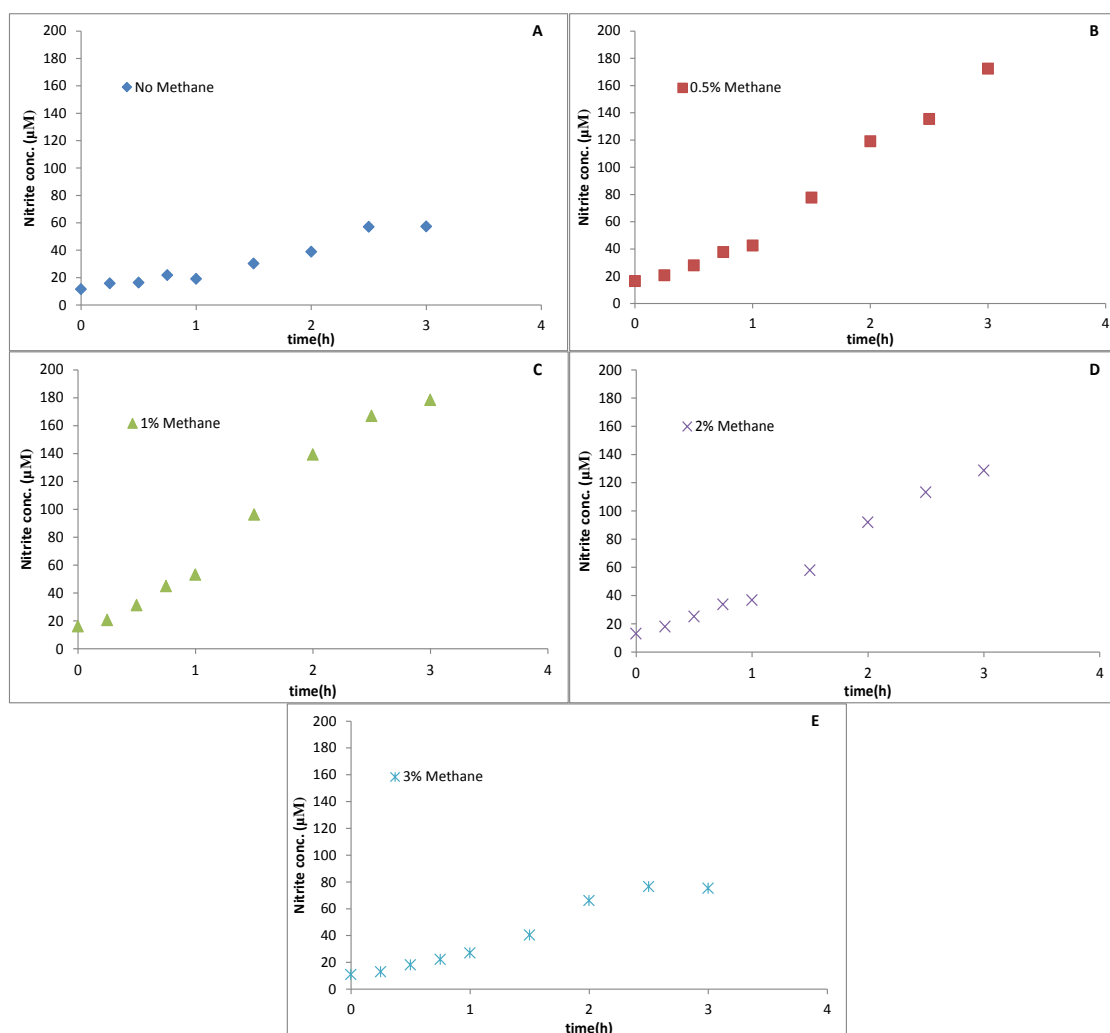 A
200
180
160
140
120
100
80
60
40
20
0
Nitrite conc. (µM)
No Methane
0 1 2 3 4
time(h)
B
200
180
160
140
120
100
80
60
40
20
0
Nitrite conc. (µM)
0.5% Methane
0 1 2 3 4
time(h)
C
200
180
160
140
120
100
80
60
40
20
0
Nitrite conc. (µM)
1% Methane
0 1 2 3 4
time(h)
D
200
180
160
140
120
100
80
60
40
20
0
Nitrite conc. (µM)
2% Methane
0 1 2 3 4
time(h)
E
200
180
160
140
120
100
80
60
40
20
0
Nitrite conc. (µM)
3% Methane
0 1 2 3 4
time(h)